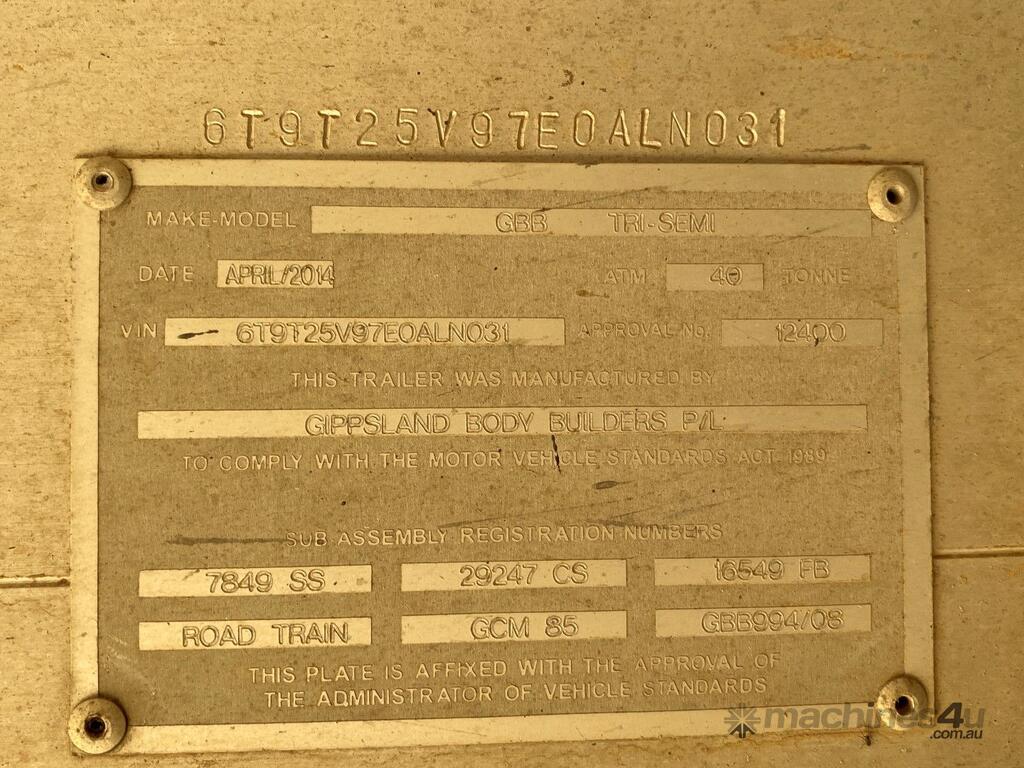 6T9T25V97E0ALN031
MAKE-MODEL GBB TRI-SEMI
DATE APRIL/2014 ATM 40 TONNE
VIN 6T9T25V97E0ALN031 APPROVAL No. 12400
THIS TRAILER WAS MANUFACTURED BY
GIPPSLAND BODY BUILDERS P/L
TO COMPLY WITH THE MOTOR VEHICLE STANDARDS ACT 1989
SUB ASSEMBLY REGISTRATION NUMBERS
7849 SS 29247 CS 16549 FB
ROAD TRAIN GCM 85 GBB994/08
THIS PLATE IS AFFIXED WITH THE APPROVAL OF
THE ADMINISTRATOR OF VEHICLE STANDARDS
machines4u
.com.au